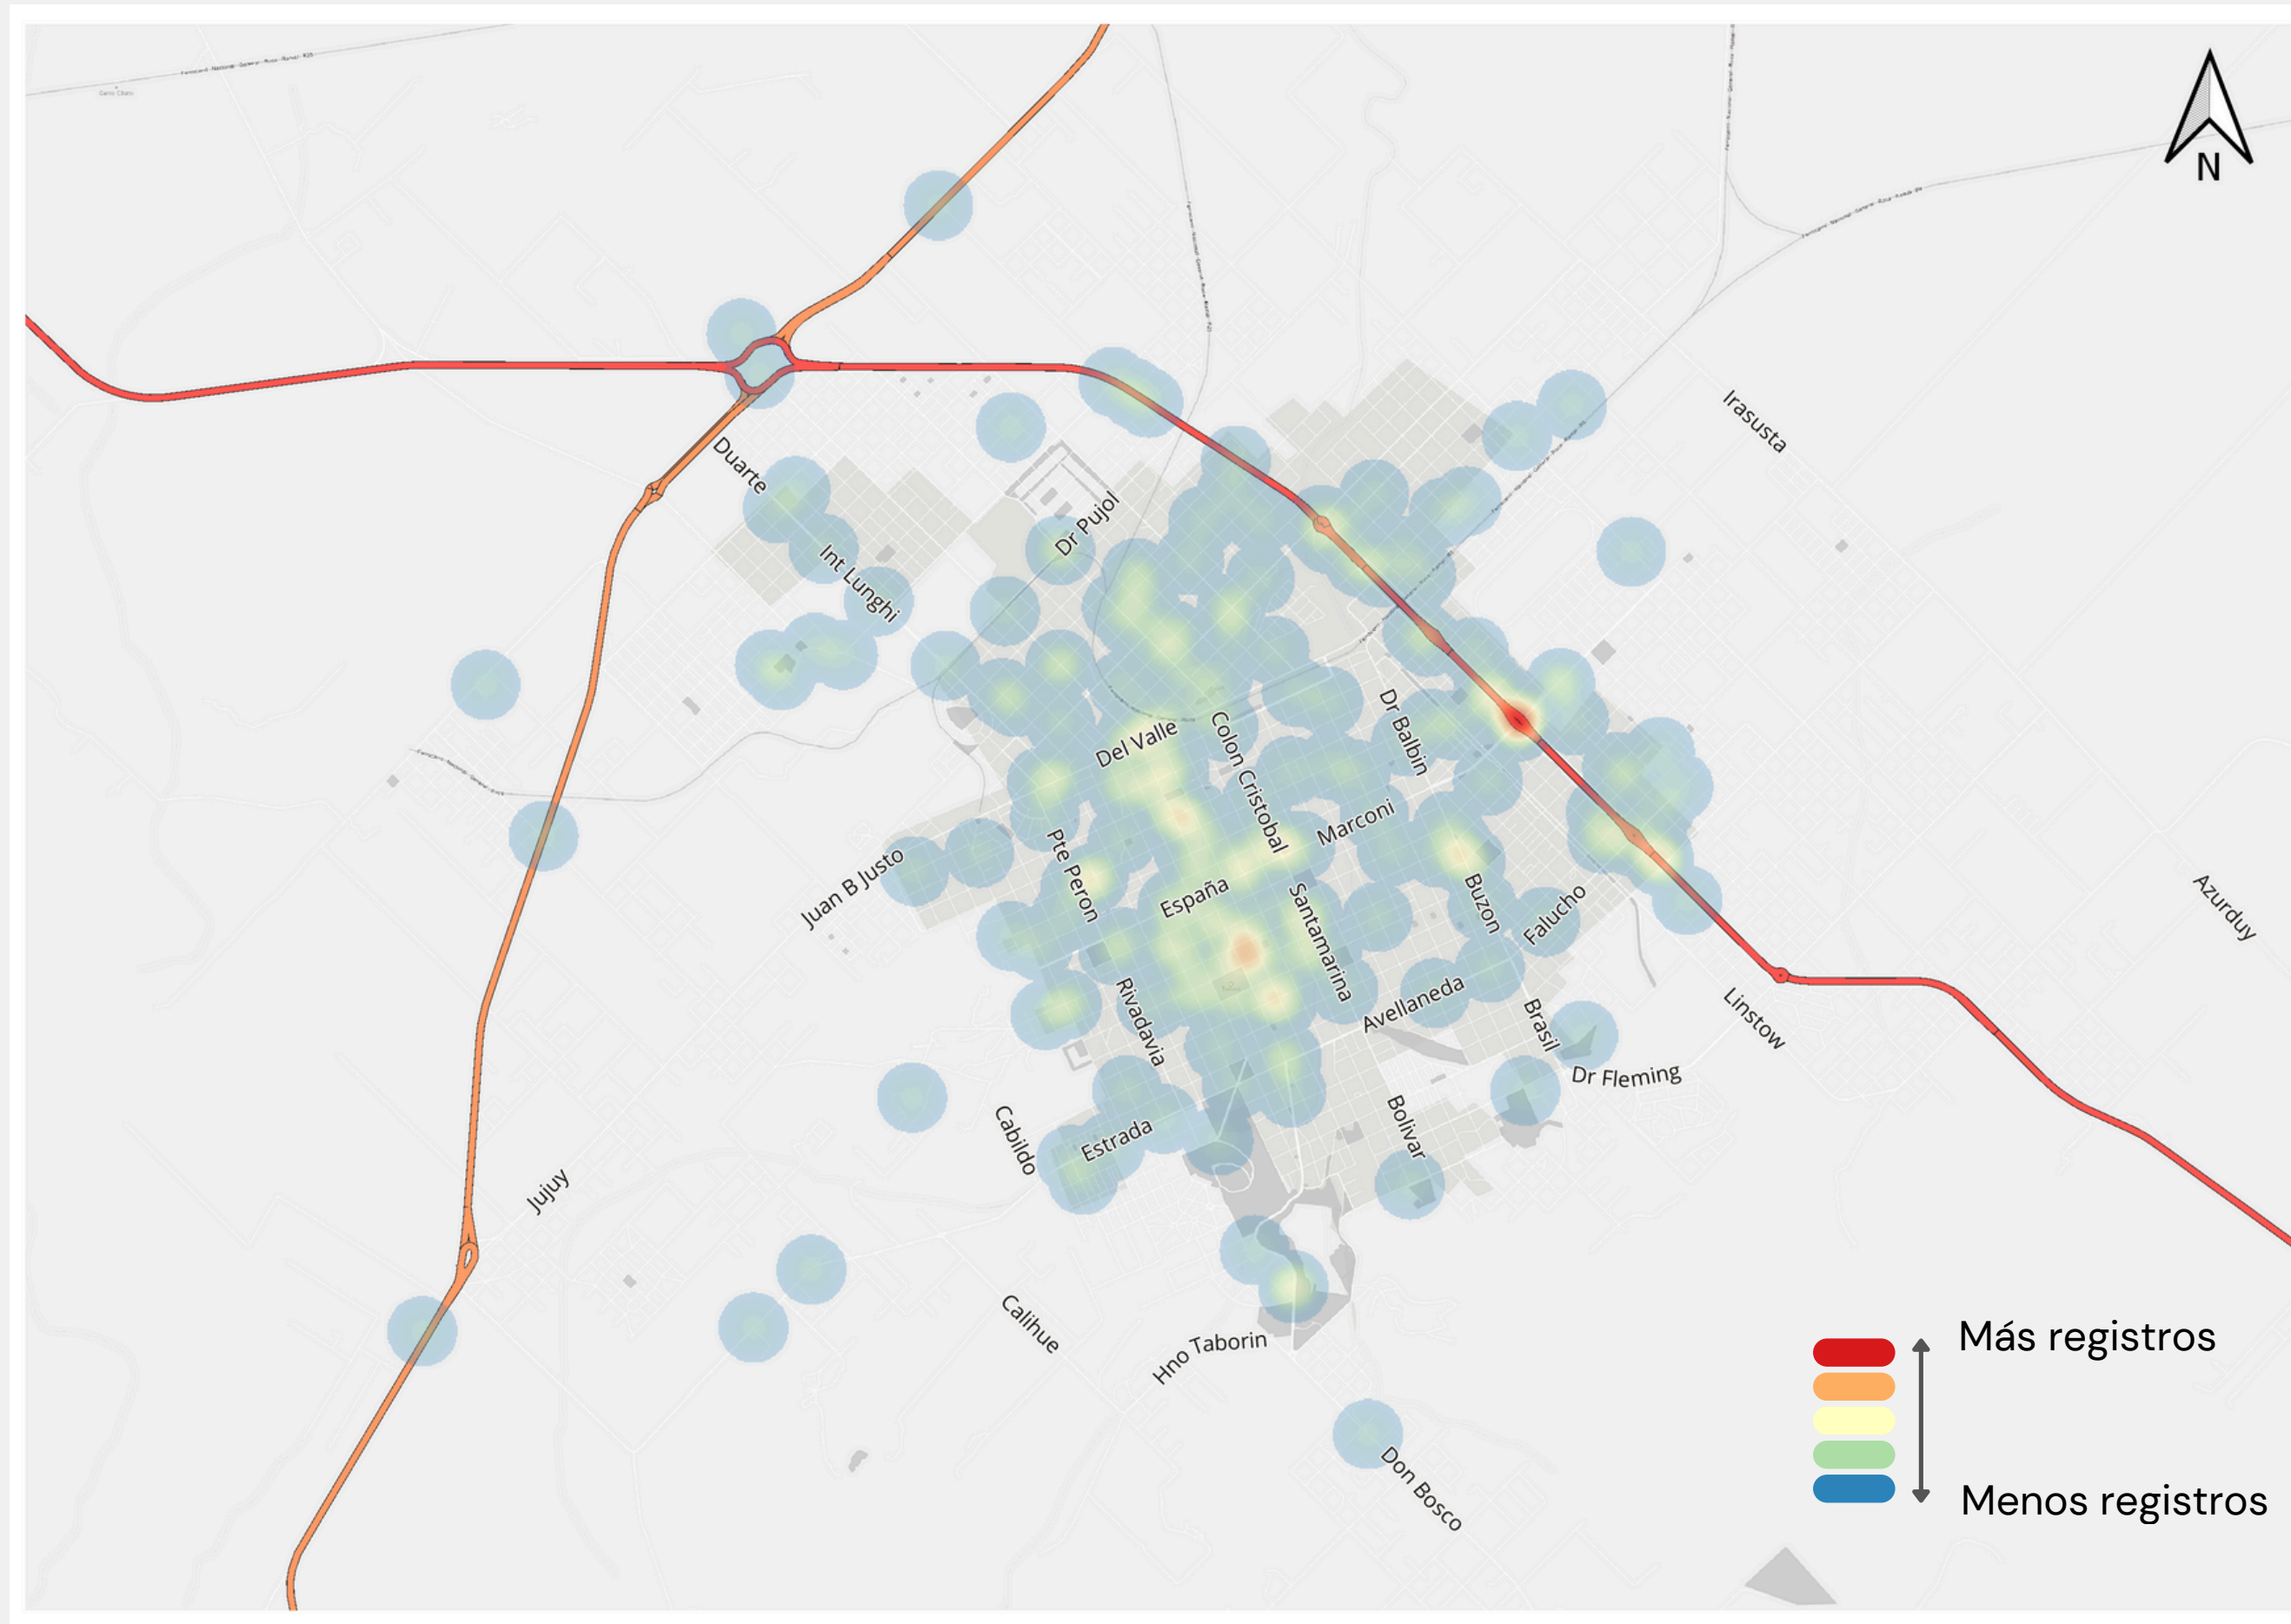 N
Irasusta
Duarte
Dr Pujol
Int Lunghi
Del Valle
Colon Cristobal
Dr Balbin
Marconi
Pte Peron
Juan B Justo
España
Santamarina
Buzon
Falucho
Azurduy
Rivadavia
Avellaneda
Brasil
Linstow
Dr Fleming
Cabildo
Estrada
Bolivar
Jujuy
Calihue
Hno Taborin
Don Bosco
Más registros
Menos registros